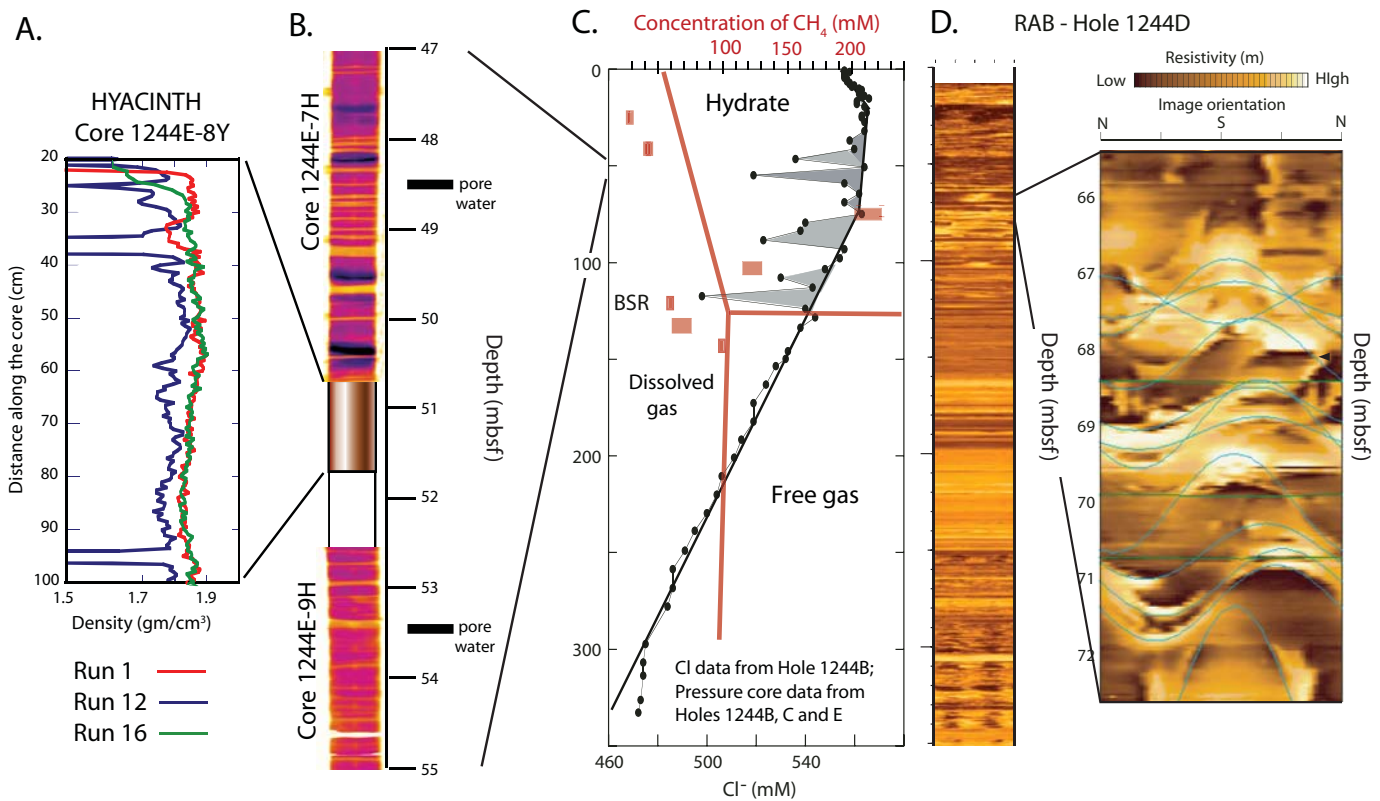 A.
HYACINTH
Core 1244E-8Y
20
30
40
50
60
70
80
90
100
Distance along the core (cm)
1.5
1.7
1.8
1.9
Density (gm/cm³)
Run 1
Run 12
Run 16
B.
Core 1244E-7H
Core 1244E-9H
47
48
pore
water
49
50
51
52
53
pore
water
54
55
Depth (mbsf)
C.
Concentration of CH₄ (mM)
100
150
200
0
100
200
300
Hydrate
BSR
Dissolved
gas
Free gas
Cl data from Hole 1244B;
Pressure core data from
Holes 1244B, C and E
460
500
560
Cl⁻ (mM)
D.
RAB - Hole 1244D
Resistivity (m)
Low
HIgh
Image orientation
N
S
N
Depth (mbsf)
66
67
68
69
70
71
72
Depth (mbsf)